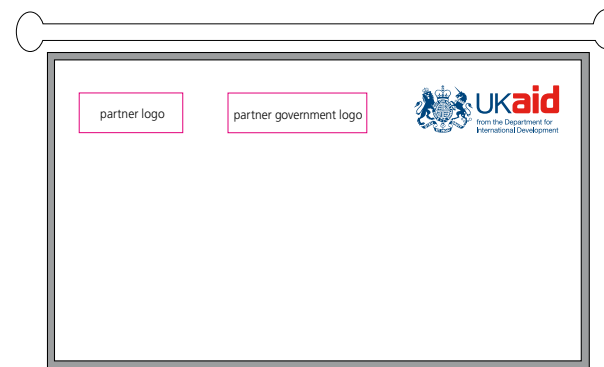 partner logo
partner government logo
UKaid
from the Department for
International Development